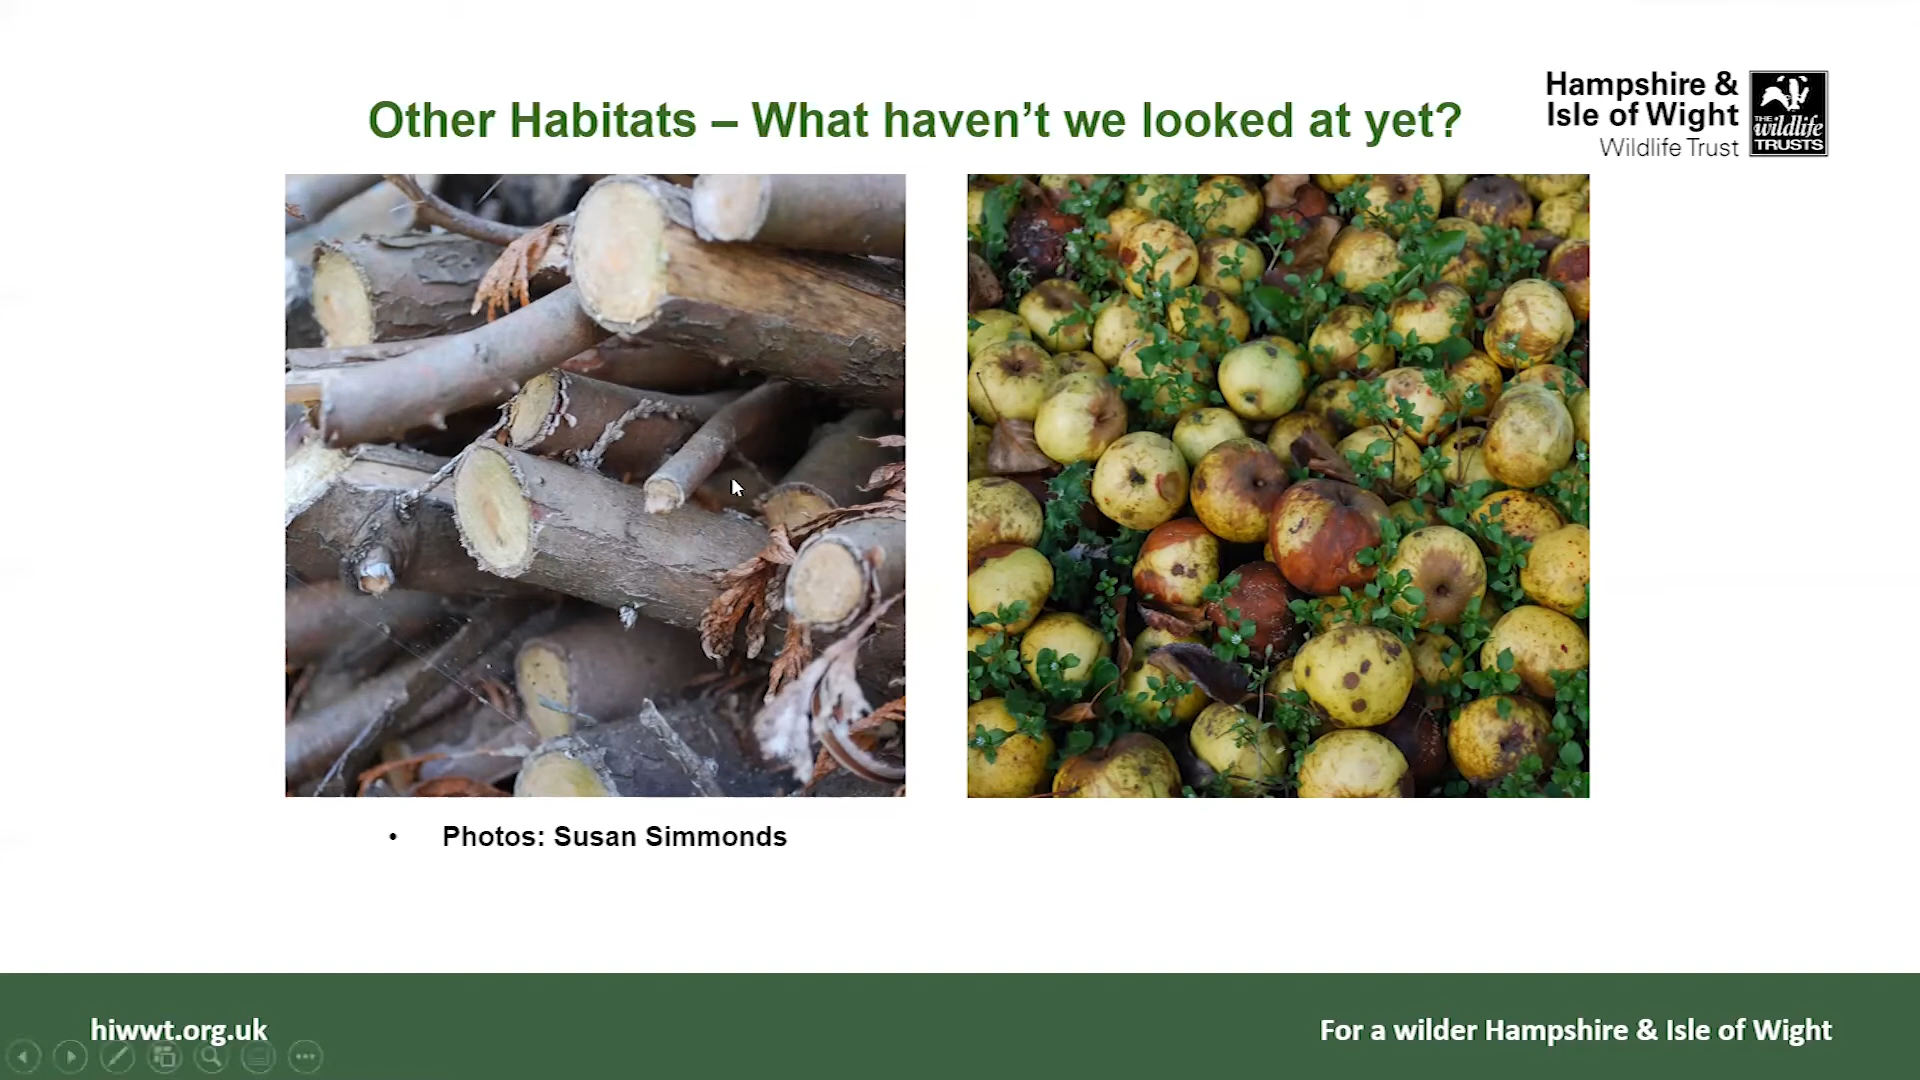 Other Habitats – What haven’t we looked at yet?
Hampshire &
Isle of Wight
Wildlife Trust
THE
wildlife
TRUSTS
• Photos: Susan Simmonds
hiwwt.org.uk
For a wilder Hampshire & Isle of Wight